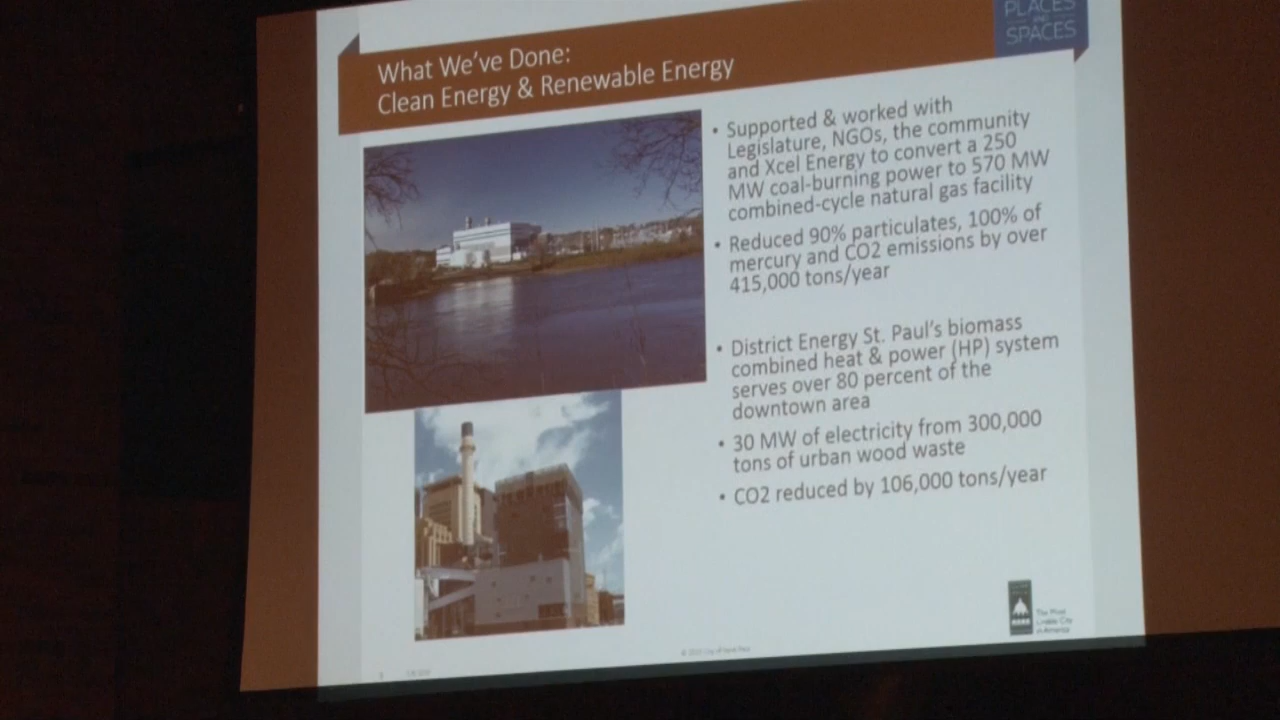 PLACES
AND
SPACES
What We've Done:
Clean Energy & Renewable Energy
• Supported & worked with
Legislature, NGOs, the community
and Xcel Energy to convert a 250
MW coal-burning power to 570 MW
combined-cycle natural gas facility
• Reduced 90% particulates, 100% of
mercury and CO2 emissions by over
415,000 tons/year
• District Energy St. Paul's biomass
combined heat & power (HP) system
serves over 80 percent of the
downtown area
• 30 MW of electricity from 300,000
tons of urban wood waste
• CO2 reduced by 106,000 tons/year
The Most
Livable City
in America